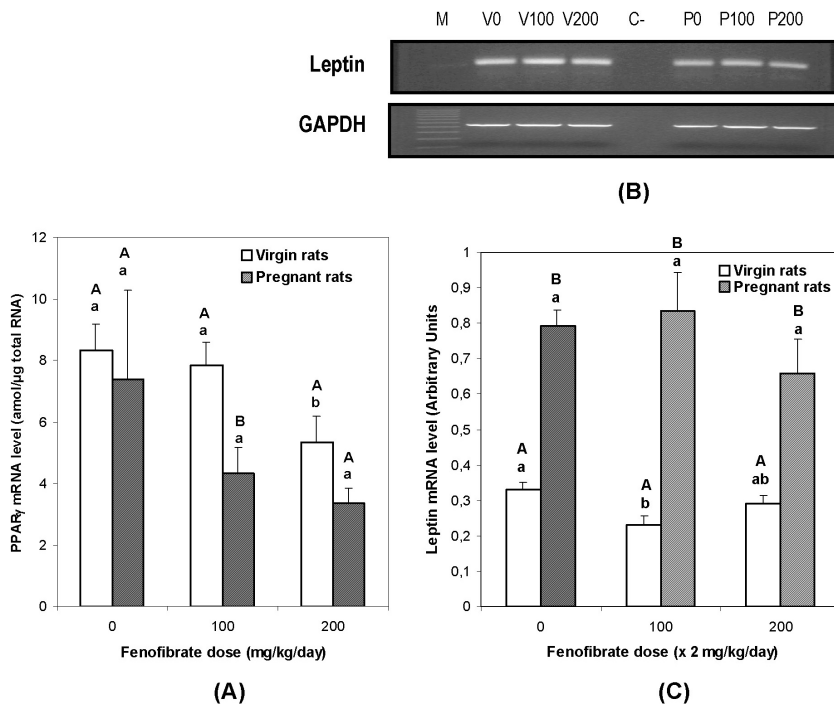 M V0 V100 V200 C- P0 P100 P200
Leptin
GAPDH
(B)
12
10
8
6
4
2
0
PPARγ mRNA level (amol/µg total RNA)
Virgin rats
Pregnant rats
A
a
A
a
A
a
B
a
A
b
A
a
0 100 200
Fenofibrate dose (mg/kg/day)
(A)
1
0,9
0,8
0,7
0,6
0,5
0,4
0,3
0,2
0,1
0
Leptin mRNA level (Arbitrary Units)
Virgin rats
Pregnant rats
A
a
B
a
A
b
B
a
A
ab
B
a
0 100 200
Fenofibrate dose (x 2 mg/kg/day)
(C)